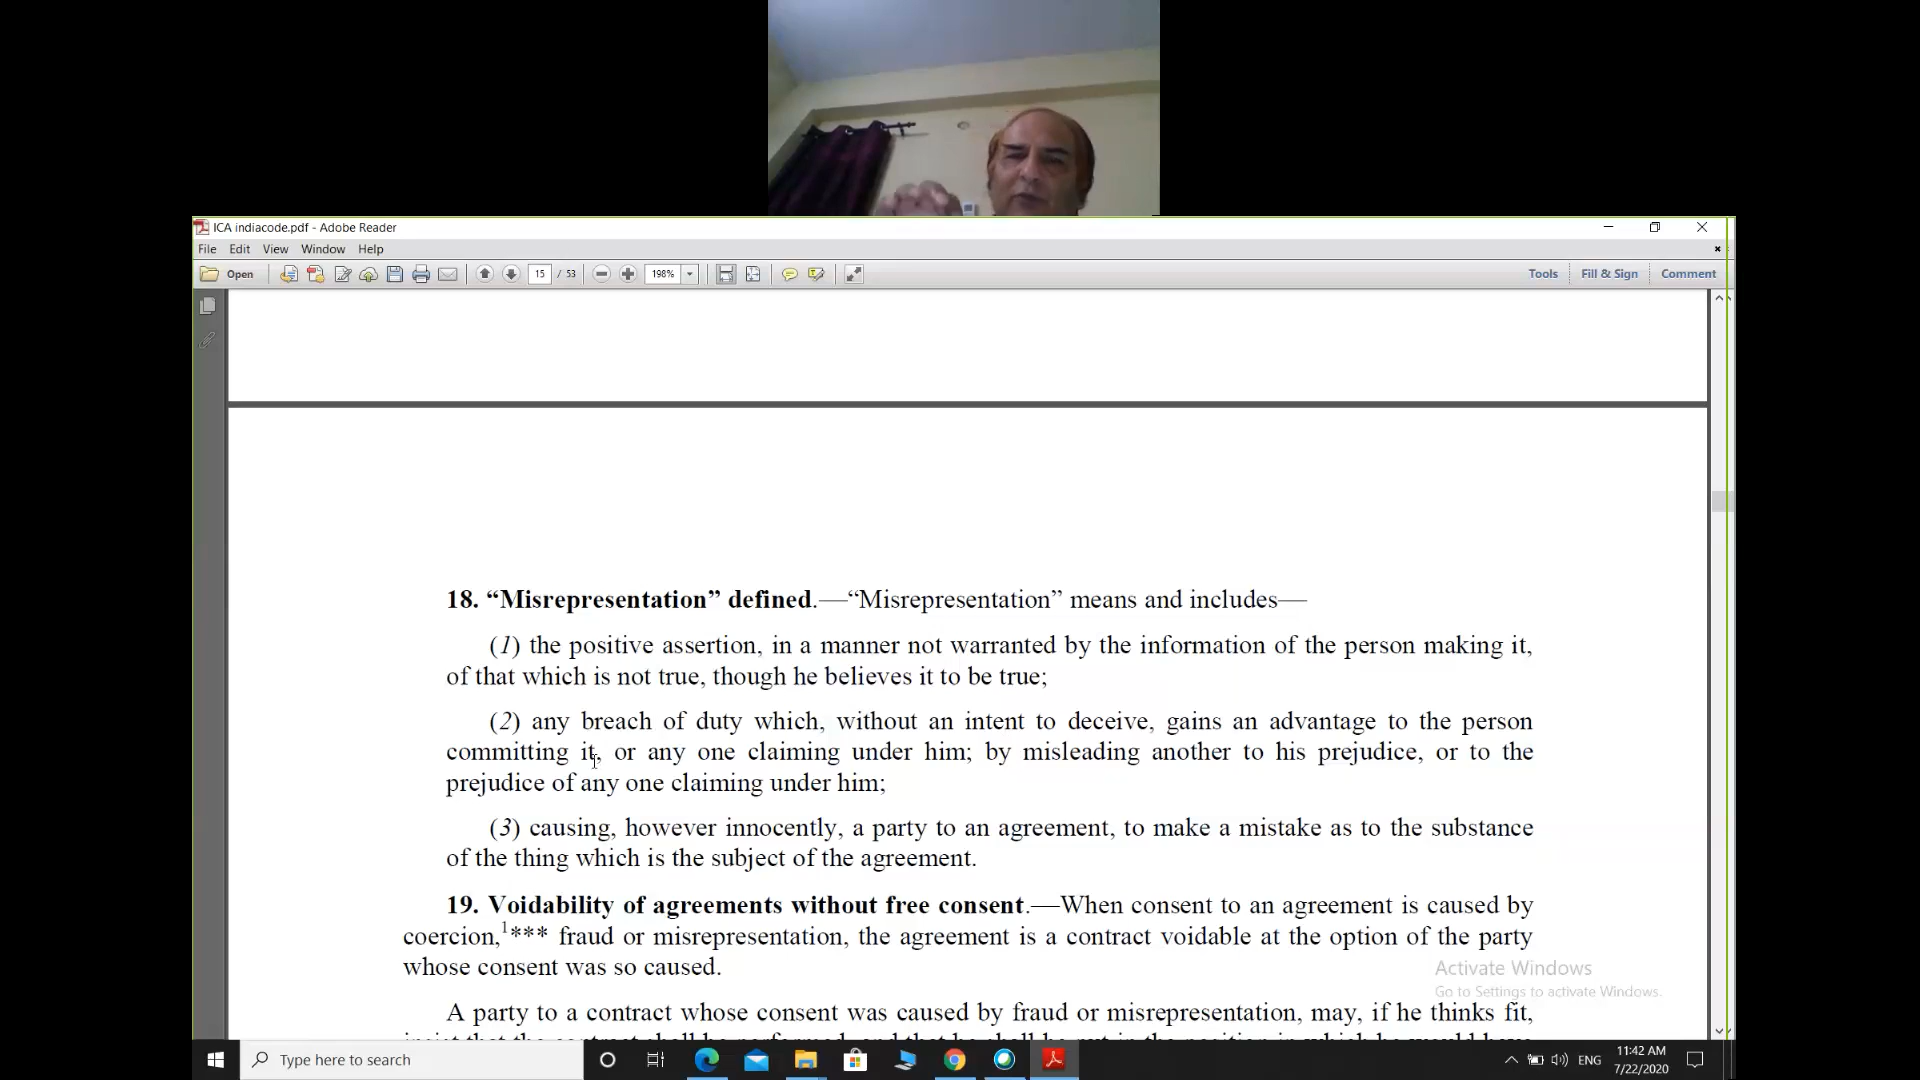 ICA indiacode.pdf - Adobe Reader
File Edit View Window Help
Open 15 / 53 198% Tools Fill & Sign Comment
18. “Misrepresentation” defined.—“Misrepresentation” means and includes—
(1) the positive assertion, in a manner not warranted by the information of the person making it,
of that which is not true, though he believes it to be true;
(2) any breach of duty which, without an intent to deceive, gains an advantage to the person
committing it, or any one claiming under him; by misleading another to his prejudice, or to the
prejudice of any one claiming under him;
(3) causing, however innocently, a party to an agreement, to make a mistake as to the substance
of the thing which is the subject of the agreement.
19. Voidability of agreements without free consent.—When consent to an agreement is caused by
coercion,1*** fraud or misrepresentation, the agreement is a contract voidable at the option of the party
whose consent was so caused.
Activate Windows
Go to Settings to activate Windows.
A party to a contract whose consent was caused by fraud or misrepresentation, may, if he thinks fit,
Type here to search
ENG
11:42 AM
7/22/2020